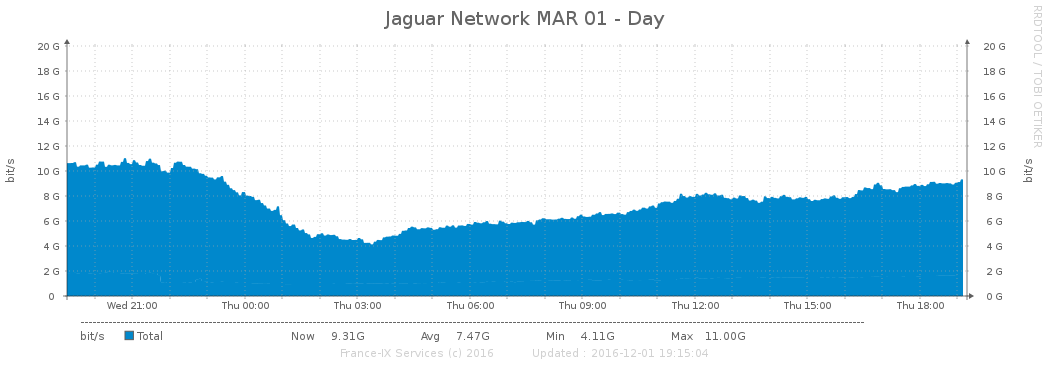 Jaguar Network MAR 01 - Day
RRDTOOL / TOBI OETIKER
bit/s
bit/s
20 G 20 G
18 G 18 G
16 G 16 G
14 G 14 G
12 G 12 G
10 G 10 G
8 G 8 G
6 G 6 G
4 G 4 G
2 G 2 G
0 0 G
Wed 21:00 Thu 00:00 Thu 03:00 Thu 06:00 Thu 09:00 Thu 12:00 Thu 15:00 Thu 18:00
bit/s Total Now 9.31G Avg 7.47G Min 4.11G Max 11.00G
France-IX Services (c) 2016 Updated : 2016-12-01 19:15:04